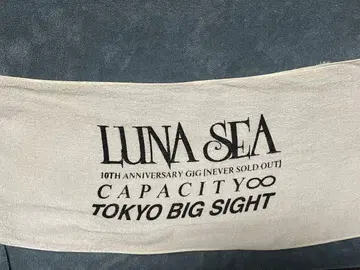 LUNA SEA
10TH ANNIVERSARY GIG [NEVER SOLD OUT]
CAPACITY∞
TOKYO BIG SIGHT